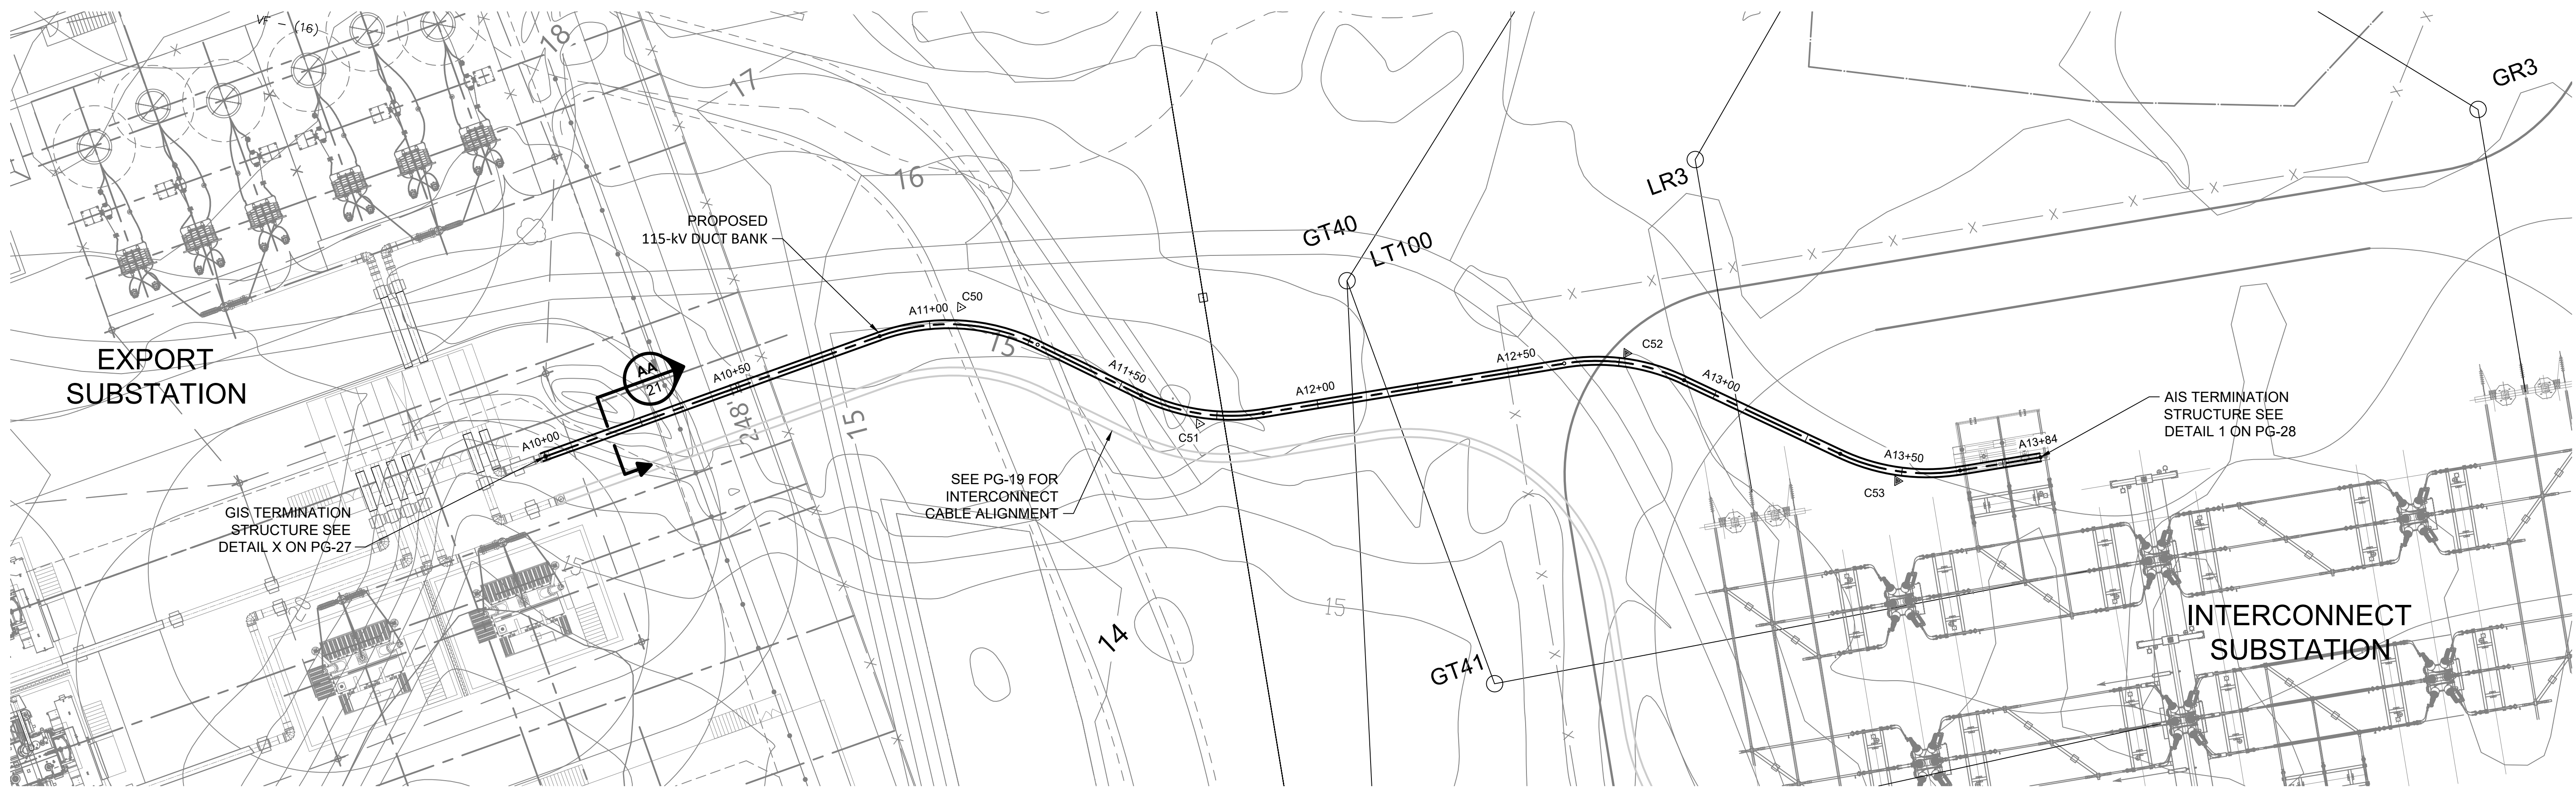 VF - (16)
18
17
16
PROPOSED
115-kV DUCT BANK
EXPORT
SUBSTATION
GIS TERMINATION
STRUCTURE SEE
DETAIL X ON PG-27
AA
21
A10+00
A10+50
248'
15
A11+00
C50
15
A11+50
C51
SEE PG-19 FOR
INTERCONNECT
CABLE ALIGNMENT
14
GT40
LT100
A12+00
A12+50
C52
LR3
A13+00
A13+50
C53
A13+84
AIS TERMINATION
STRUCTURE SEE
DETAIL 1 ON PG-28
GR3
15
GT41
INTERCONNECT
SUBSTATION
15